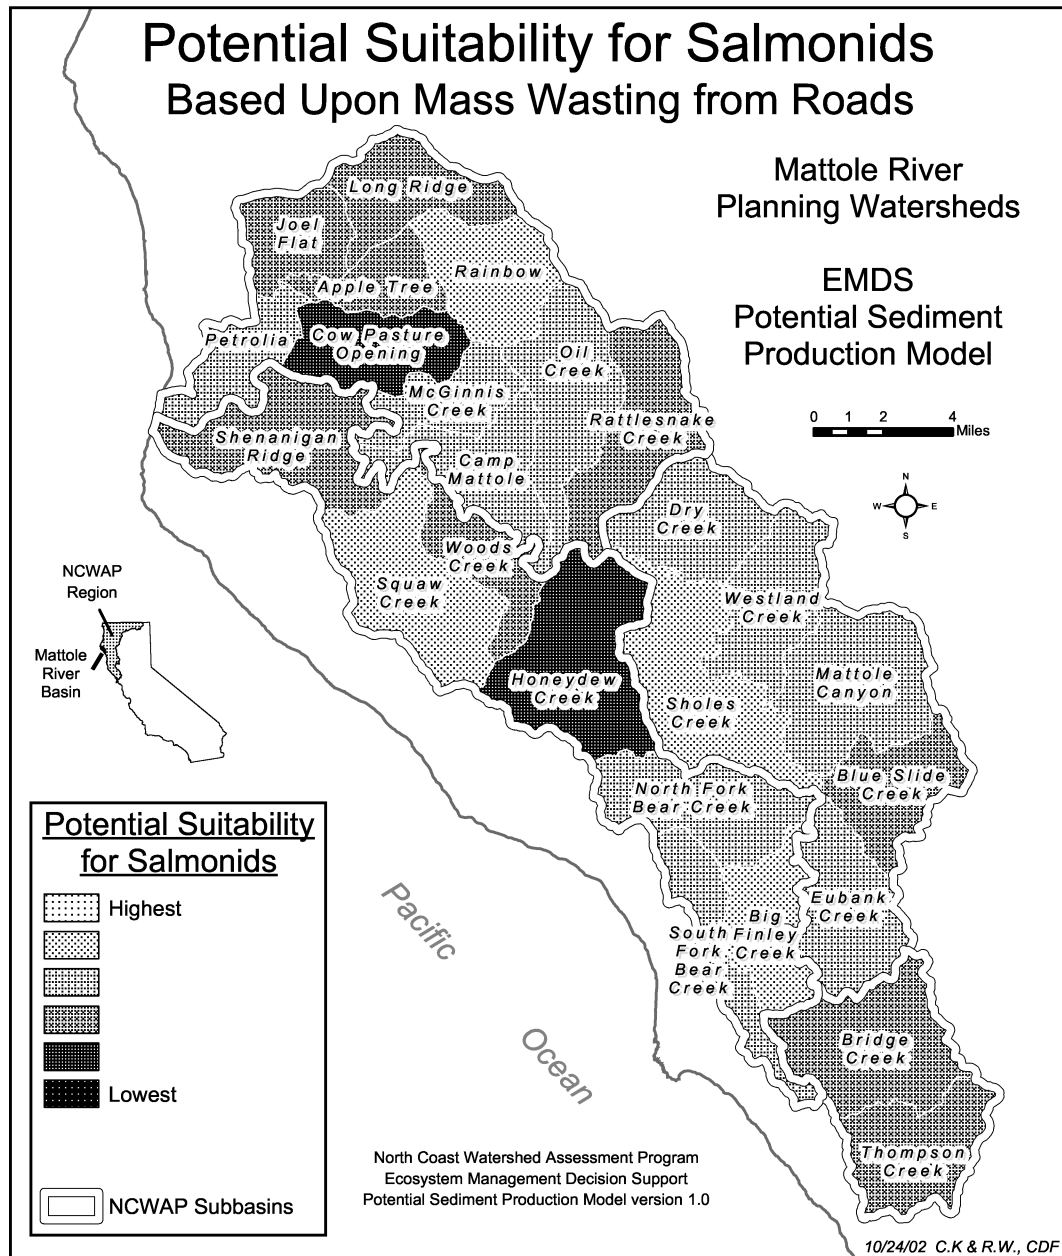 Potential Suitability for Salmonids
Based Upon Mass Wasting from Roads
Mattole River
Planning Watersheds
EMDS
Potential Sediment
Production Model
0 1 2 4
Miles
N
W E
S
Long Ridge
Joel
Flat
Rainbow
Apple Tree
Petrolia
Cow Pasture
Opening
Oil
Creek
McGinnis
Creek
Rattlesnake
Creek
Shenanigan
Ridge
Camp
Mattole
Dry
Creek
Woods
Creek
Squaw
Creek
Westland
Creek
Honeydew
Creek
Mattole
Canyon
Sholes
Creek
North Fork
Bear Creek
Blue Slide
Creek
Eubank
Creek
Big
Finley
Creek
South
Fork
Bear
Creek
Bridge
Creek
Thompson
Creek
NCWAP
Region
Mattole
River
Basin
Pacific
Ocean
Potential Suitability
for Salmonids
Highest
Lowest
NCWAP Subbasins
North Coast Watershed Assessment Program
Ecosystem Management Decision Support
Potential Sediment Production Model version 1.0
10/24/02 C.K & R.W., CDF